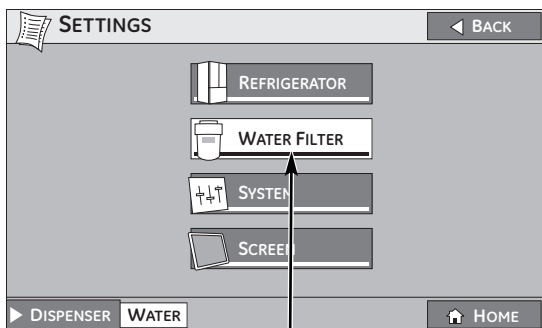 SETTINGS
BACK
REFRIGERATOR
WATER FILTER
SYSTEM
SCREEN
DISPENSER WATER
HOME